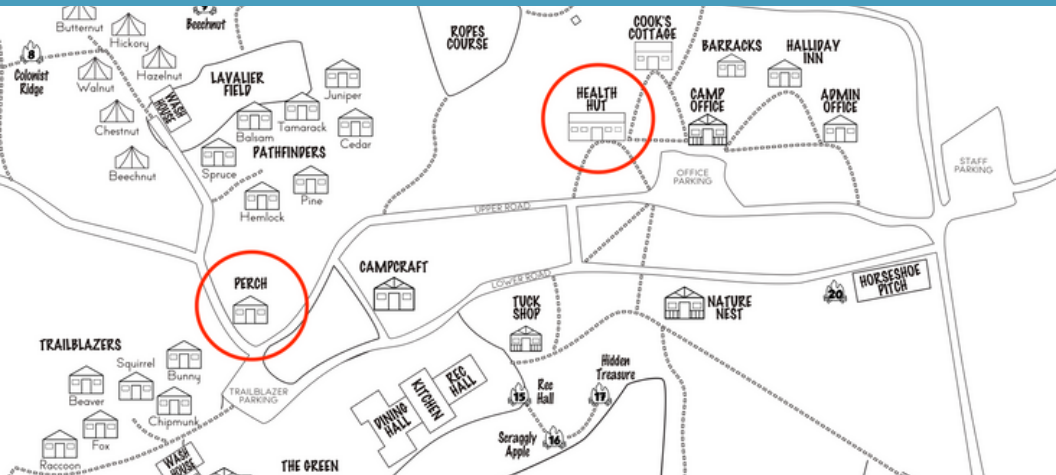 Butternut
Hickory
8
Colonist
Ridge
Walnut
Hazelnut
Chestnut
Beechnut
Beechnut
LAVALIER
FIELD
WASH
HOUSE
Juniper
Balsam
Tamarack
Cedar
Spruce
PATHFINDERS
Hemlock
Pine
ROPES
COURSE
COOK'S
COTTAGE
BARRACKS
HALLIDAY
INN
HEALTH
HUT
CAMP
OFFICE
ADMIN
OFFICE
OFFICE
PARKING
STAFF
PARKING
UPPER ROAD
PERCH
CAMPCRAFT
LOWER ROAD
TUCK
SHOP
NATURE
NEST
20
HORSESHOE
PITCH
TRAILBLAZERS
Squirrel
Bunny
Beaver
Chipmunk
Fox
Raccoon
TRAILBLAZER
PARKING
WASH
HOUSE
DINING
HALL
KITCHEN
REC
HALL
15
Rec
Hall
Hidden
Treasure
17
Scraggly
Apple
16
THE GREEN